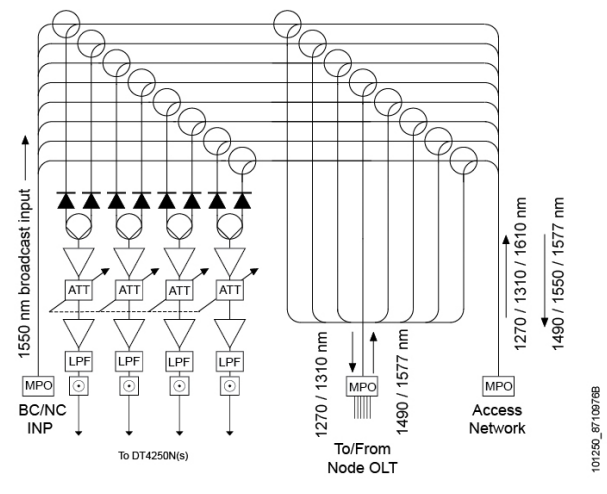 1550 nm broadcast input
ATT ATT ATT ATT
LPF LPF LPF LPF
MPO
BC/NC
INP
To DT4250N(s)
1270 / 1310 nm
MPO
1490 / 1577 nm
To/From
Node OLT
1270 / 1310 / 1610 nm
1490 / 1550 / 1577 nm
MPO
Access
Network
101250_8710976B